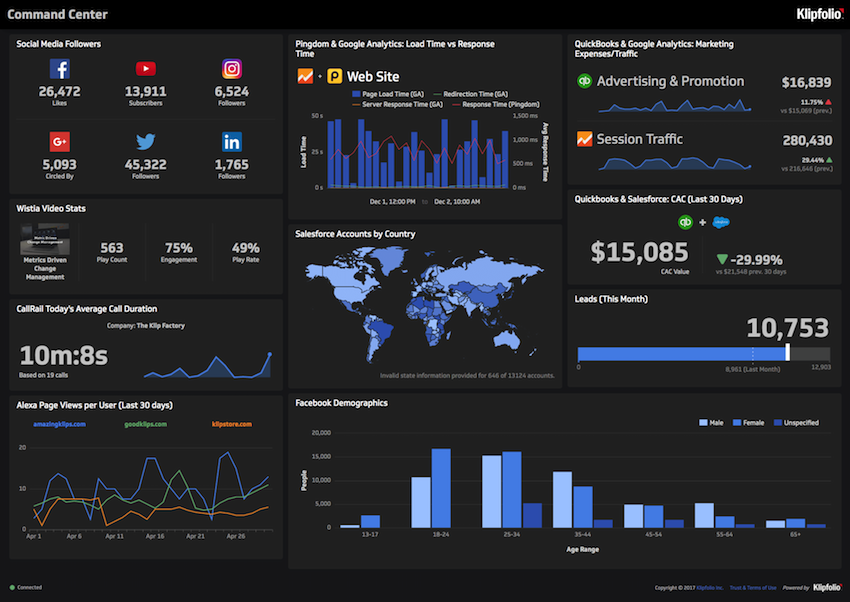 Command Center
Klipfolio
Social Media Followers
26,472
Likes
13,911
Subscribers
6,524
Followers
G+
5,093
Circled By
45,322
Followers
in
1,765
Followers
Wistia Video Stats
Metrics Driven
Change Management
Metrics Driven
Change
Management
563
Play Count
75%
Engagement
49%
Play Rate
CallRail Today's Average Call Duration
Company: The Klip Factory
10m:8s
Based on 19 calls
Alexa Page Views per User (Last 30 days)
amazingklips.com
goodklips.com
klipstore.com
20
10
0
Apr 1
Apr 6
Apr 11
Apr 16
Apr 21
Apr 26
Pingdom & Google Analytics: Load Time vs Response
Time
Web Site
Page Load Time (GA)
Redirection Time (GA)
Server Response Time (GA)
Response Time (Pingdom)
Load Time
50 s
25 s
0 s
1,500 ms
1,000 ms
500 ms
0 ms
Avg Response Time
Dec 1, 12:00 PM to Dec 2, 10:00 AM
Salesforce Accounts by Country
Invalid state information provided for 646 of 13124 accounts.
Facebook Demographics
Male
Female
Unspecified
People
20,000
15,000
10,000
5,000
0
13-17
18-24
25-34
35-44
45-54
55-64
65+
Age Range
QuickBooks & Google Analytics: Marketing
Expenses/Traffic
qb
Advertising & Promotion
$16,839
11.75%
vs $15,069 (prev.)
Session Traffic
280,430
29.44%
vs 216,646 (prev.)
Quickbooks & Salesforce: CAC (Last 30 Days)
qb +
$15,085
CAC Value
-29.99%
vs $21,548 prev. 30 days
Leads (This Month)
10,753
0
8,961 (Last Month)
12,903
Connected
Copyright © 2017 Klipfolio Inc.
Trust & Terms of Use
Powered by
Klipfolio